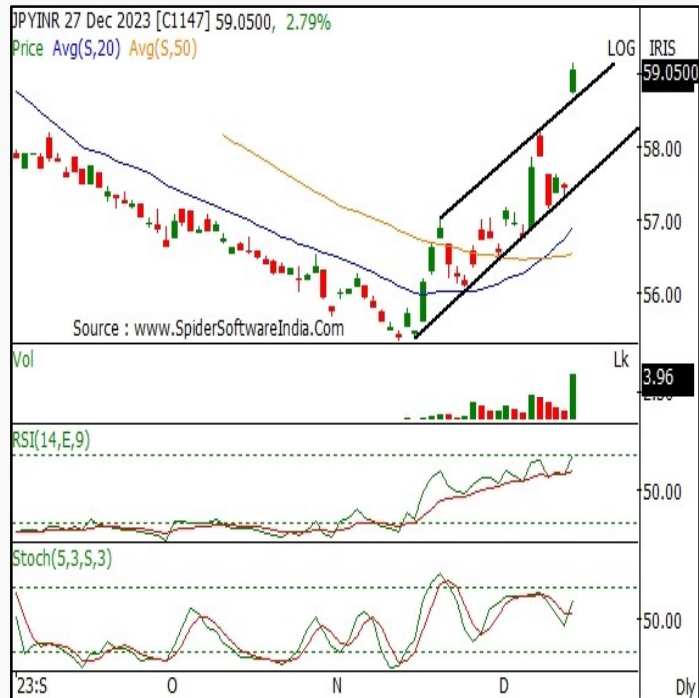 JPYINR 27 Dec 2023 [C1147] 59.0500, 2.79%
Price Avg(S,20) Avg(S,50) LOG IRIS
59.0500
58.00
57.00
56.00
Source : www.SpiderSoftwareIndia.Com
Vol Lk
3.96
RSI(14,E,9)
50.00
Stoch(5,3,S,3)
50.00
23:S O N D Dly